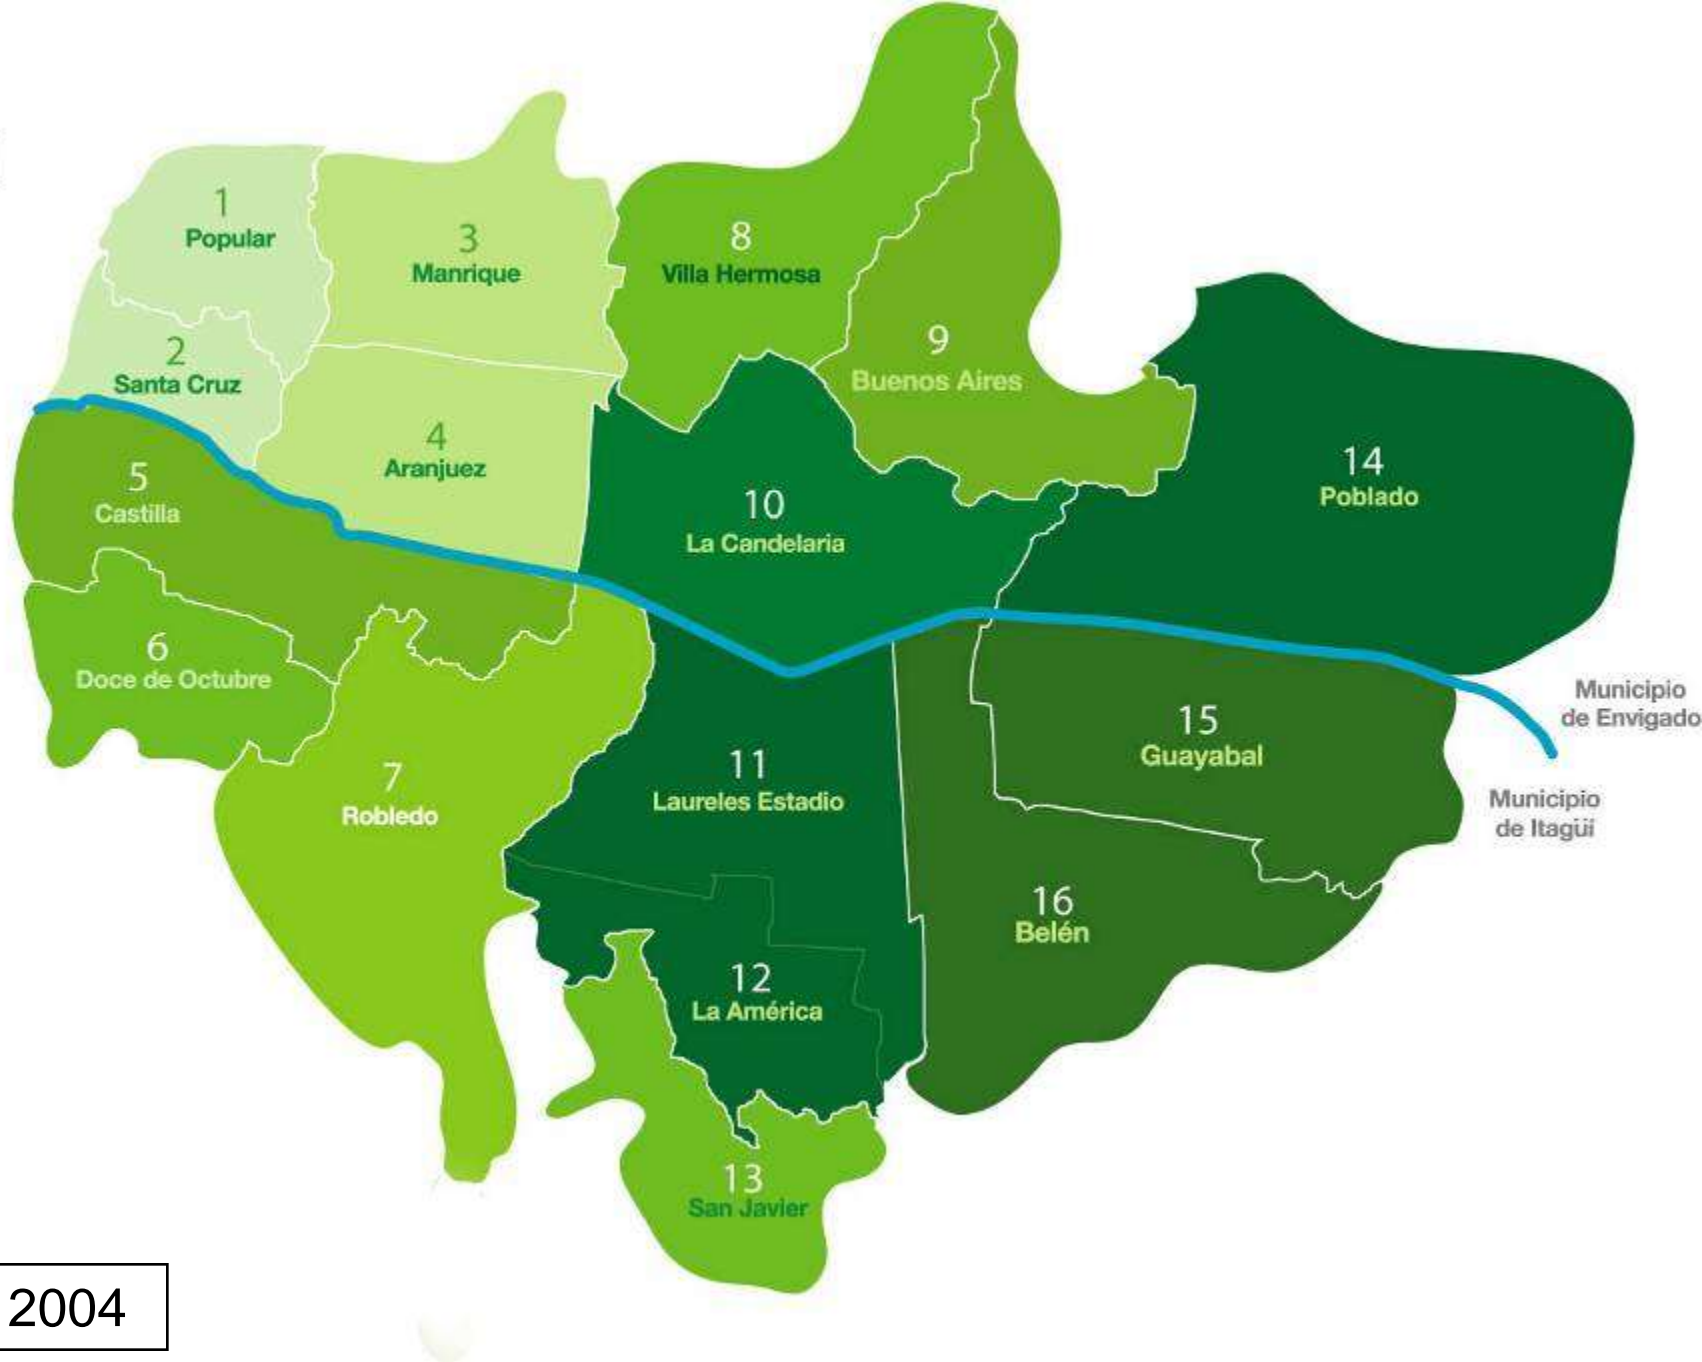 1
Popular
2
Santa Cruz
3
Manrique
4
Aranjuez
5
Castilla
6
Doce de Octubre
7
Robledo
8
Villa Hermosa
9
Buenos Aires
10
La Candelaria
11
Laureles Estadio
12
La América
13
San Javier
14
Poblado
15
Guayabal
16
Belén
Municipio
de Envigado
Municipio
de Itagüí
2004